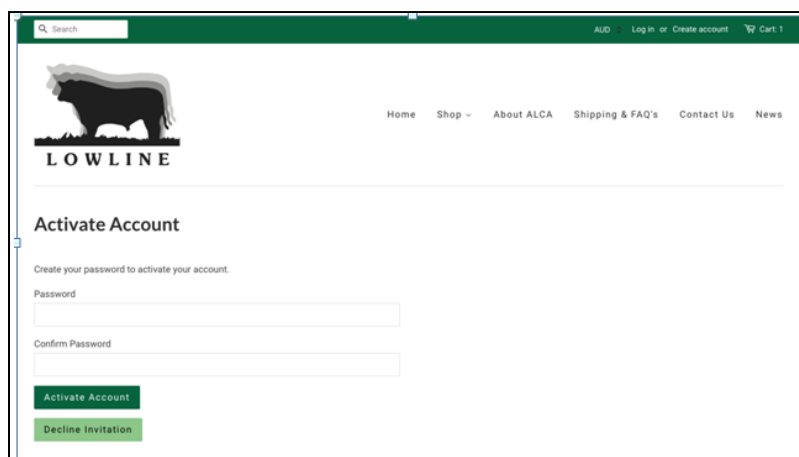 Search
AUD Log in or Create account Cart 1
LOWLINE
Home Shop About ALCA Shipping & FAQ's Contact Us News
Activate Account
Create your password to activate your account.
Password
Confirm Password
Activate Account
Decline Invitation